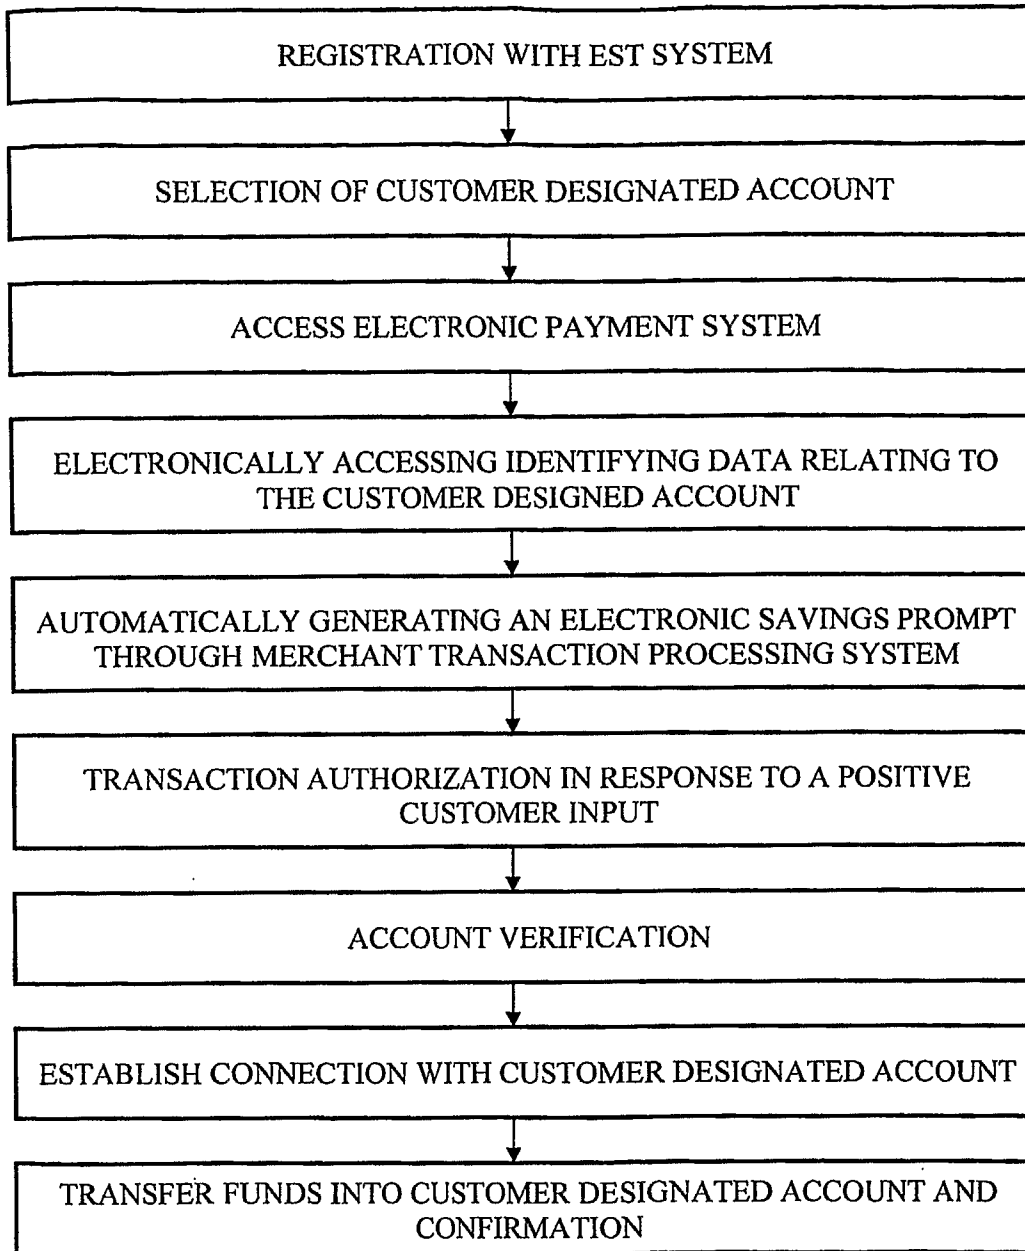 REGISTRATION WITH EST SYSTEM
SELECTION OF CUSTOMER DESIGNATED ACCOUNT
ACCESS ELECTRONIC PAYMENT SYSTEM
ELECTRONICALLY ACCESSING IDENTIFYING DATA RELATING TO
THE CUSTOMER DESIGNED ACCOUNT
AUTOMATICALLY GENERATING AN ELECTRONIC SAVINGS PROMPT
THROUGH MERCHANT TRANSACTION PROCESSING SYSTEM
TRANSACTION AUTHORIZATION IN RESPONSE TO A POSITIVE
CUSTOMER INPUT
ACCOUNT VERIFICATION
ESTABLISH CONNECTION WITH CUSTOMER DESIGNATED ACCOUNT
TRANSFER FUNDS INTO CUSTOMER DESIGNATED ACCOUNT AND
CONFIRMATION